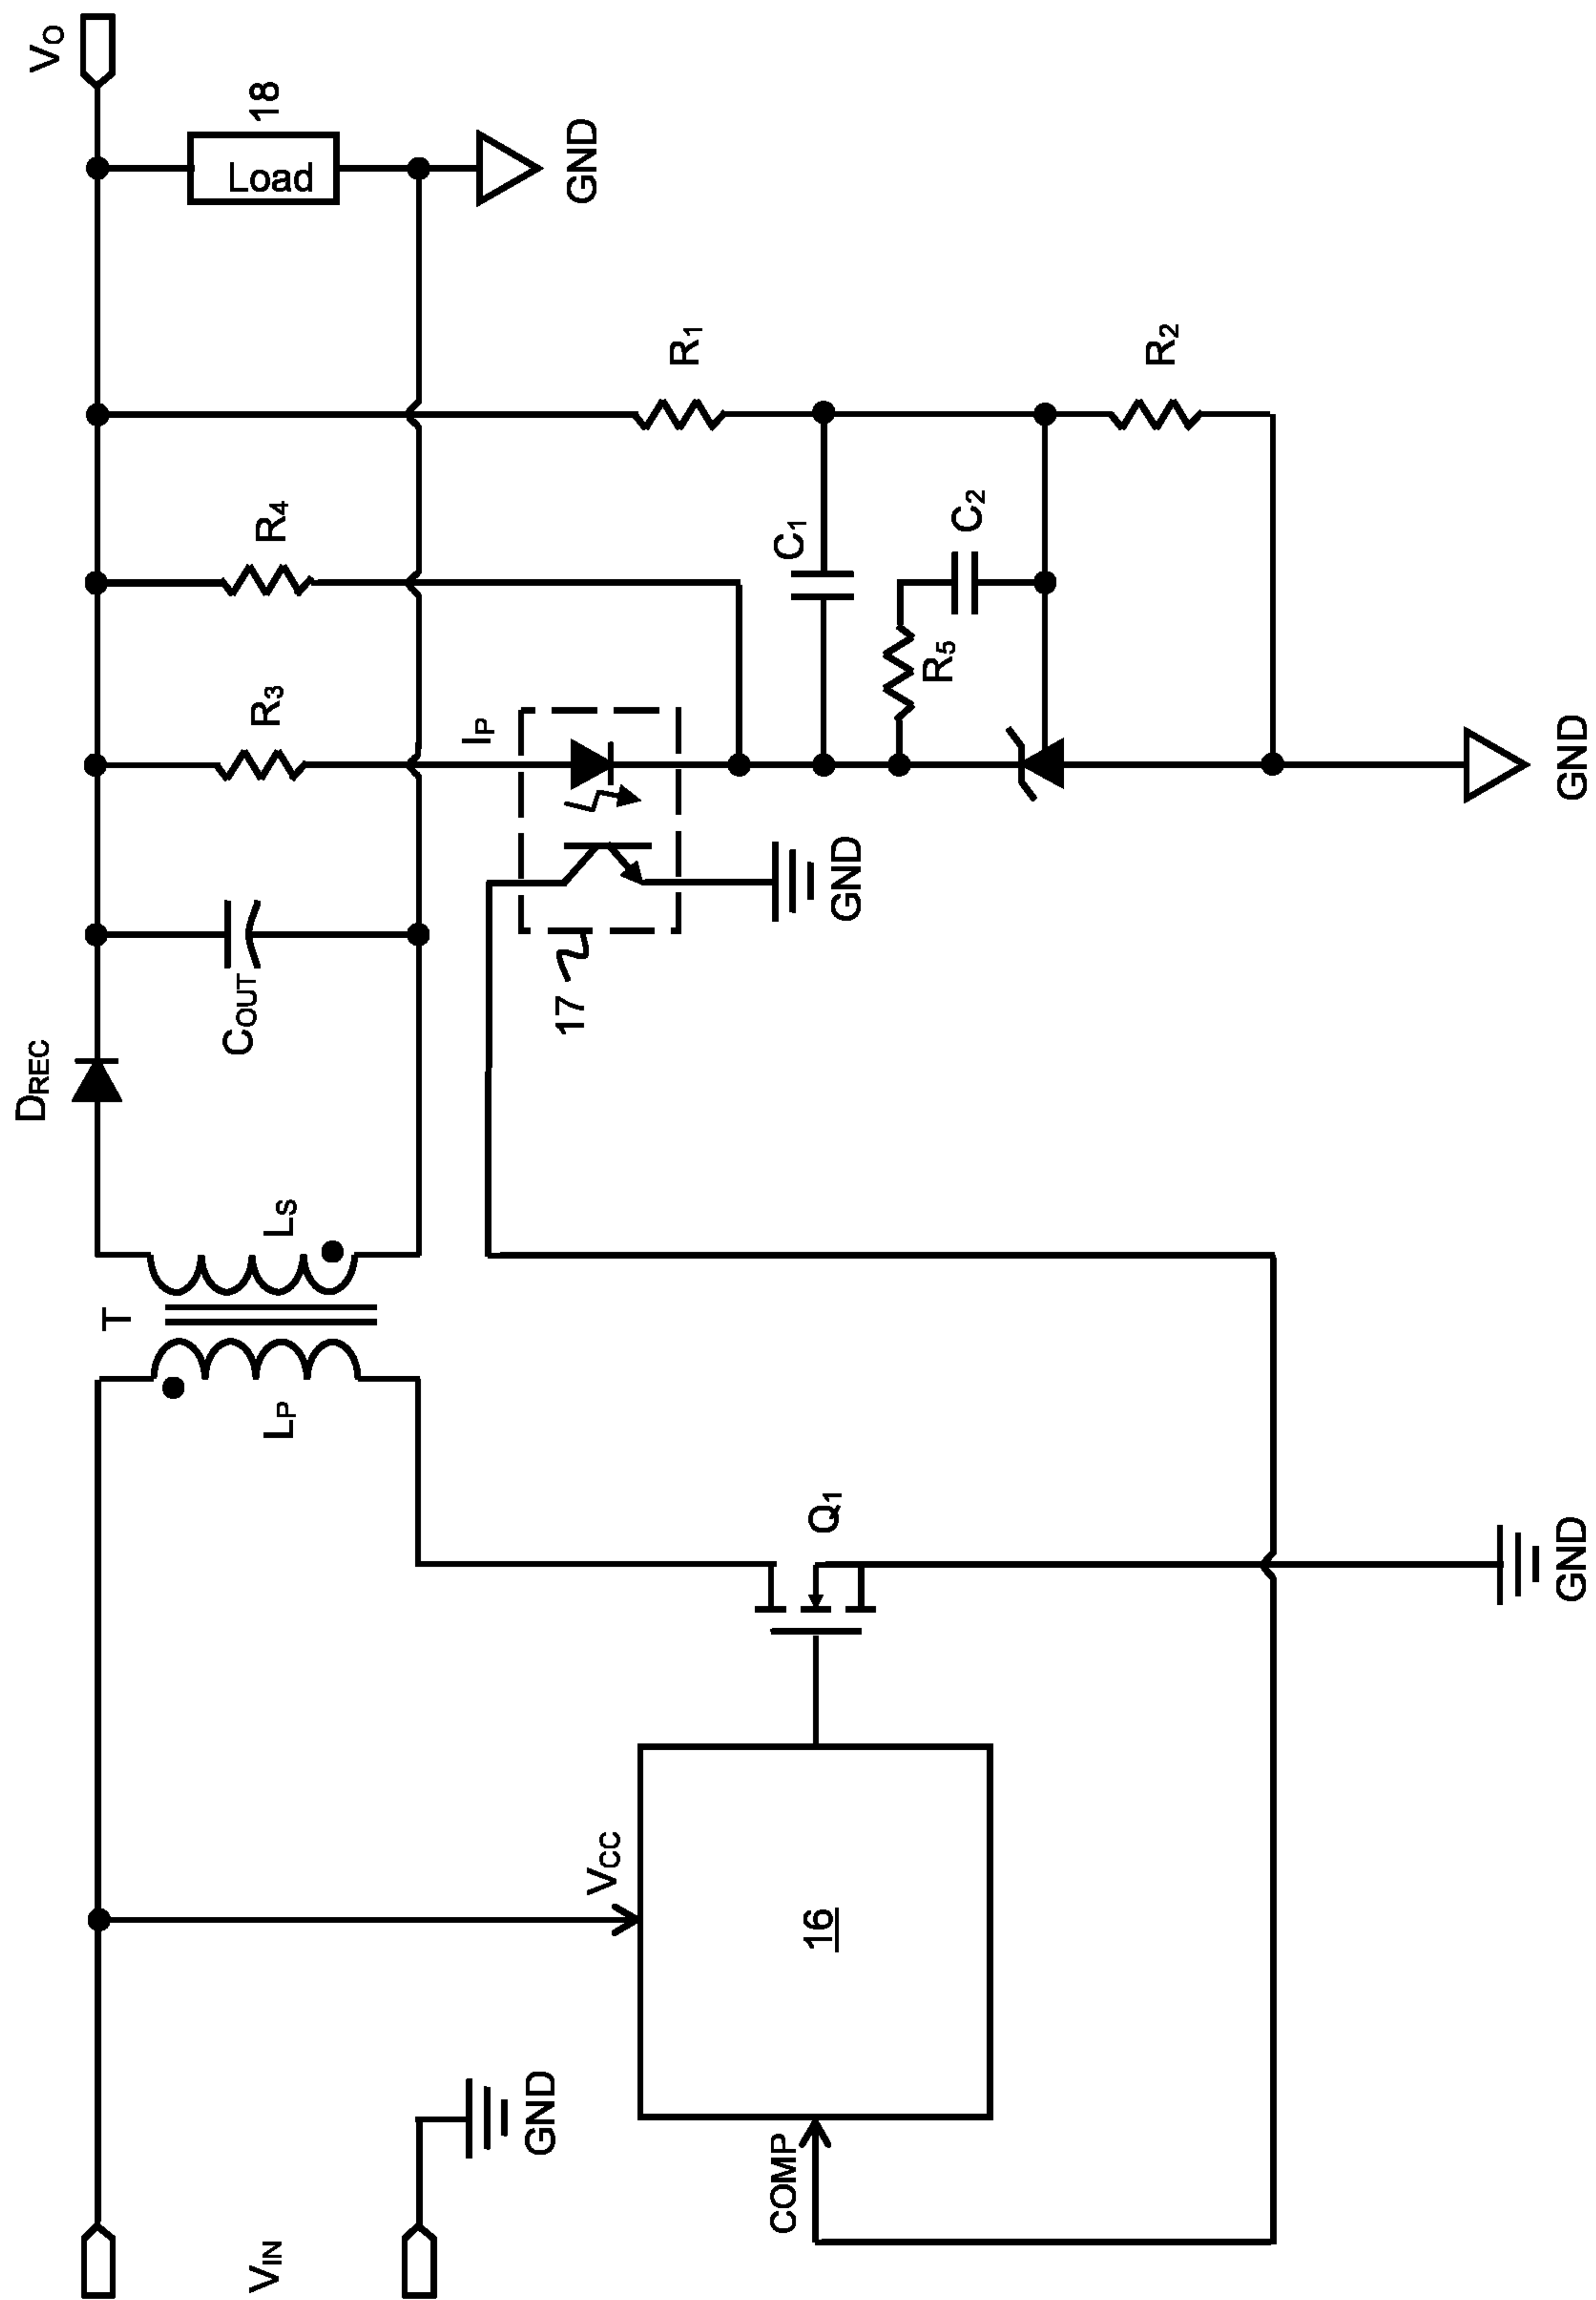 VIN
GND
VCC
COMP
16
Q1
GND
LP
T
LS
DREC
COUT
17
GND
IP
R3
R4
C1
R5
C2
R1
R2
GND
Load
18
GND
VO